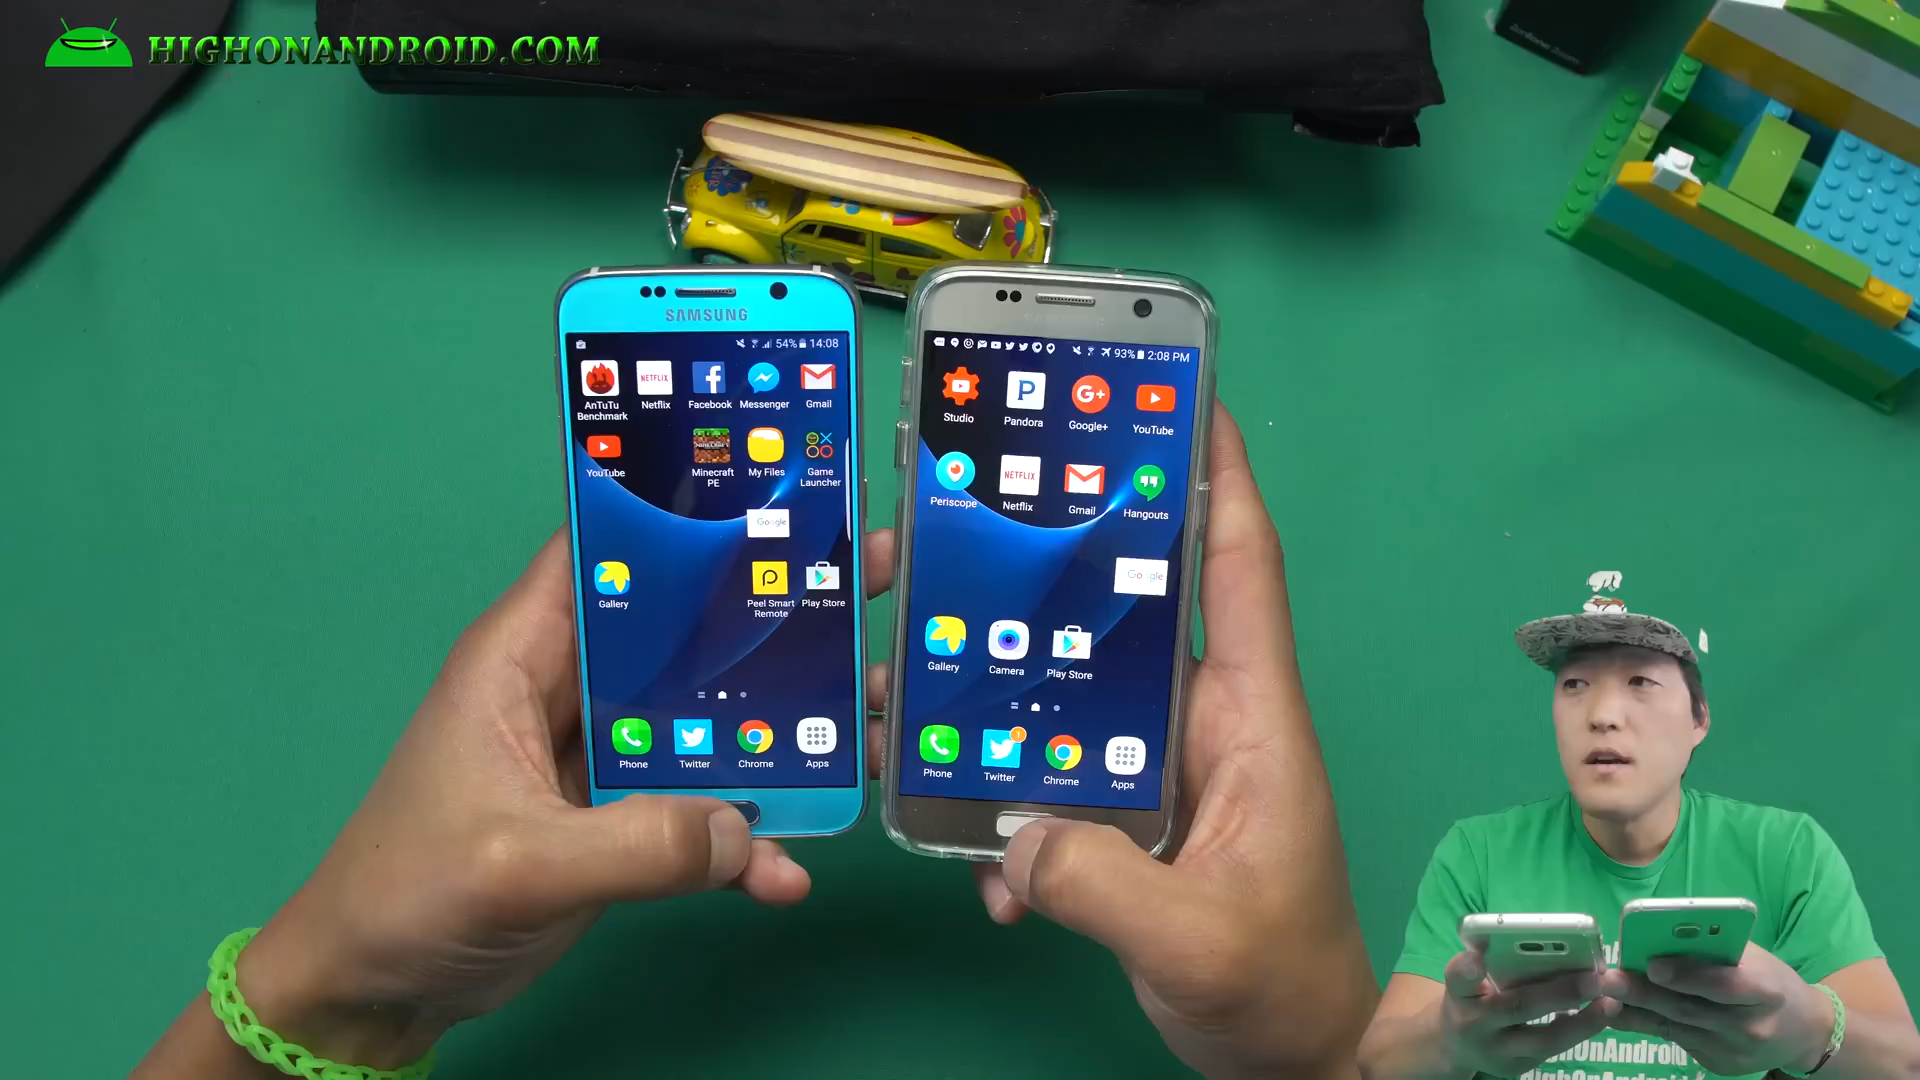 HIGHONANDROID.COM
SAMSUNG
54% 14:08
AnTuTu Benchmark
NETFLIX
Netflix
Facebook
Messenger
Gmail
YouTube
Minecraft PE
My Files
Game Launcher
Google
Gallery
Peel Smart Remote
Play Store
Phone
Twitter
Chrome
Apps
93% 2:08 PM
Studio
Pandora
G+
Google+
YouTube
Periscope
NETFLIX
Netflix
Gmail
Hangouts
Google
Gallery
Camera
Play Store
Phone
1
Twitter
Chrome
Apps
HighOnAndroid